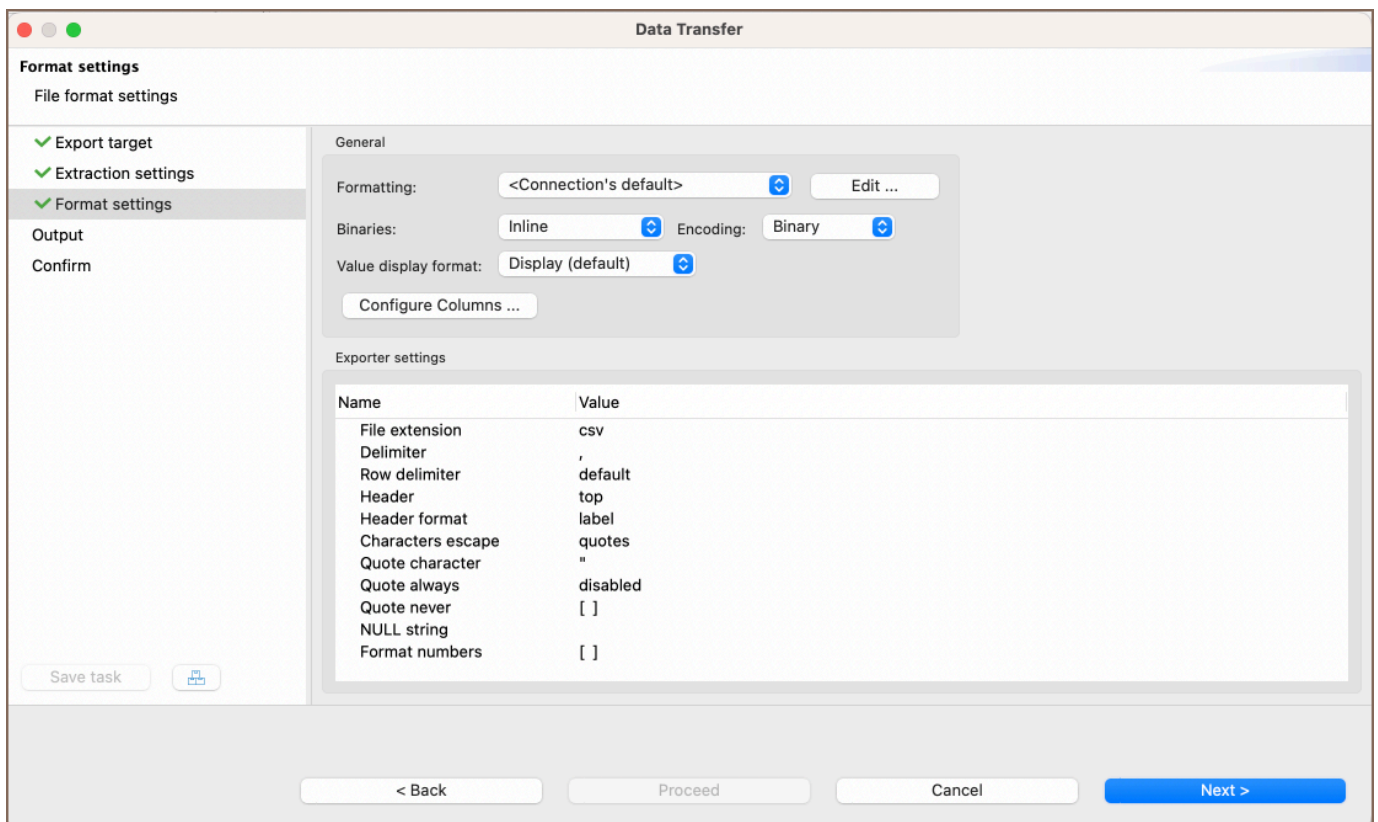 Data Transfer
Format settings
File format settings
Export target
Extraction settings
Format settings
Output
Confirm
General
Formatting: <Connection's default> Edit ...
Binaries: Inline Encoding: Binary
Value display format: Display (default)
Configure Columns ...
Exporter settings
Name Value
File extension csv
Delimiter ,
Row delimiter default
Header top
Header format label
Characters escape quotes
Quote character "
Quote always disabled
Quote never [ ]
NULL string
Format numbers [ ]
Save task
< Back Proceed Cancel Next >